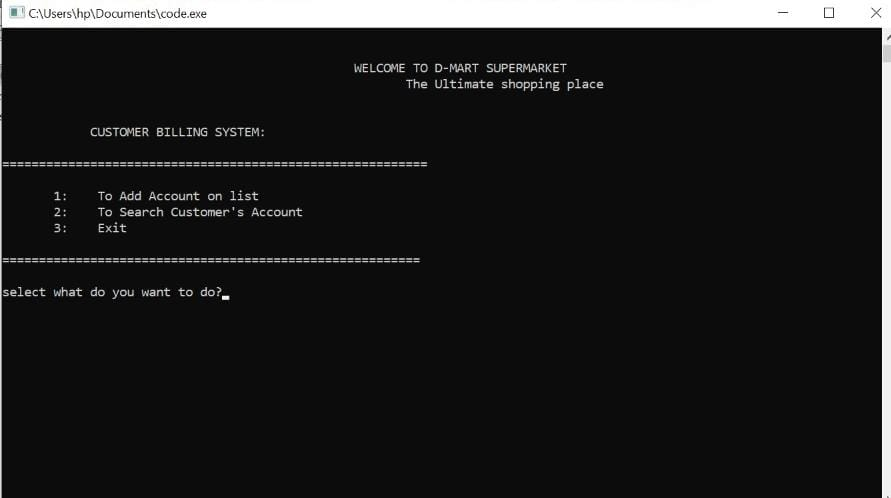 C:\Users\hp\Documents\code.exe
WELCOME TO D-MART SUPERMARKET
The Ultimate shopping place
CUSTOMER BILLING SYSTEM:
==========================================================
1: To Add Account on list
2: To Search Customer's Account
3: Exit
=========================================================
select what do you want to do?